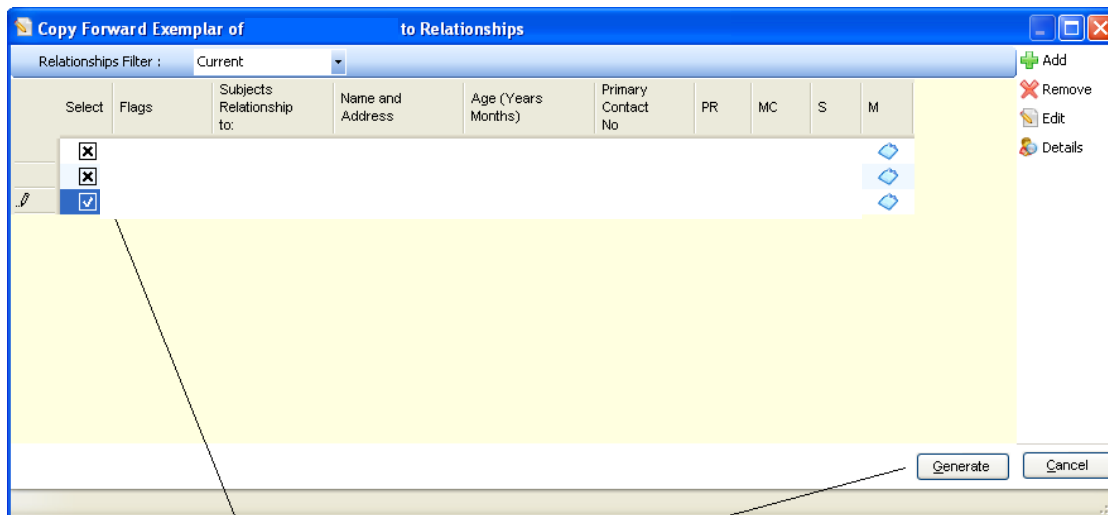 Copy Forward Exemplar of to Relationships
Relationships Filter : Current
Add
Remove
Edit
Details
Select Flags Subjects Relationship to: Name and Address Age (Years Months) Primary Contact No PR MC S M
Generate Cancel